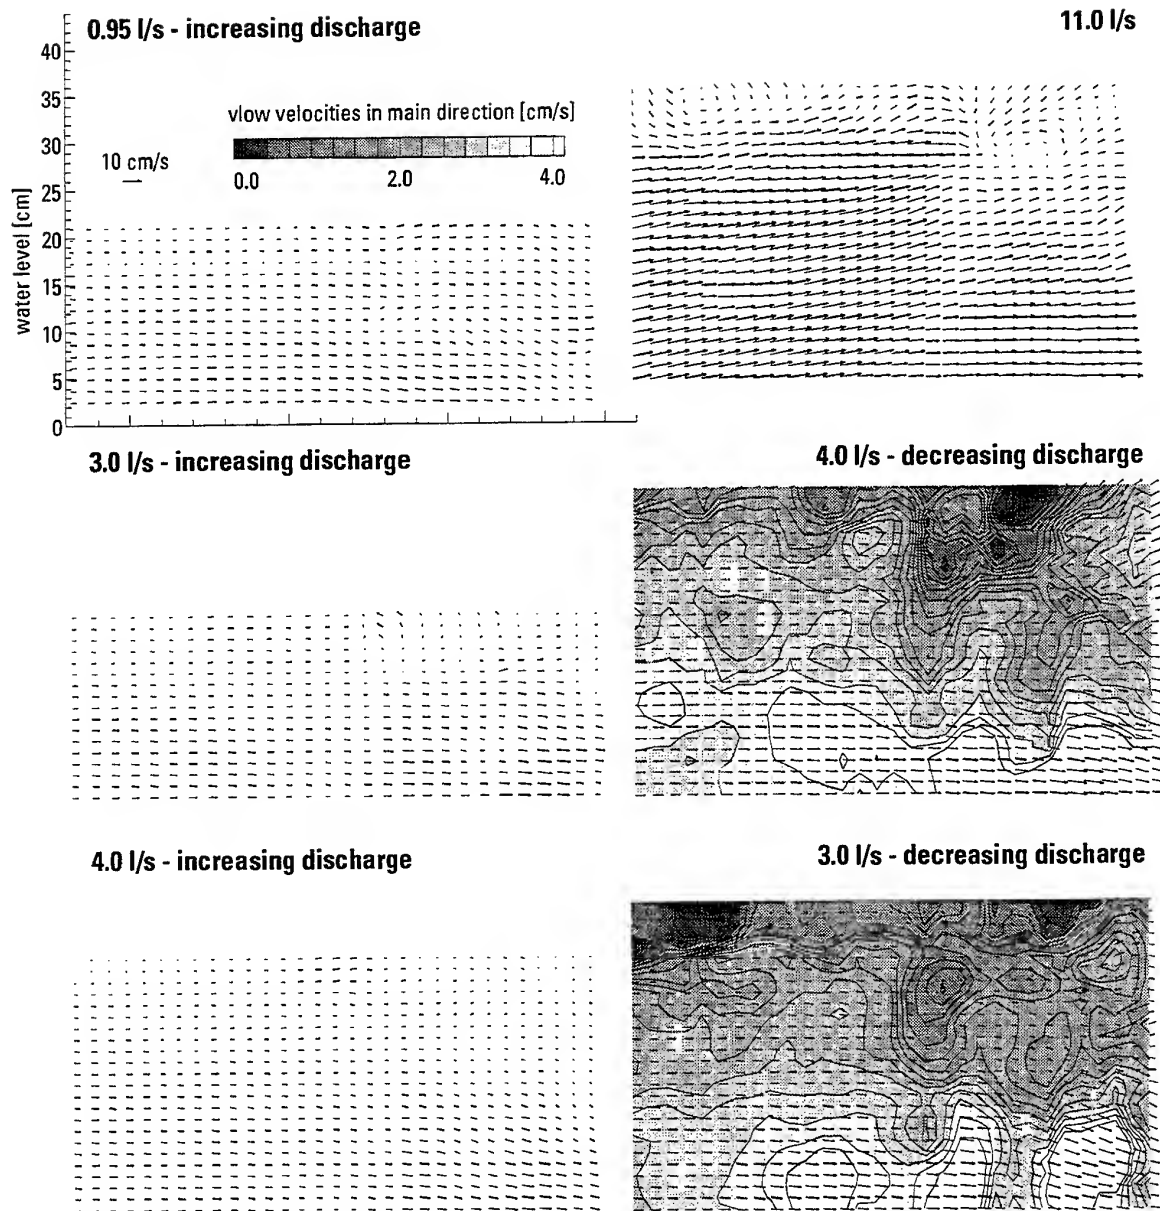 0.95 l/s - increasing discharge
11.0 l/s
40
35
30
25
20
15
10
5
0
water level [cm]
vlow velocities in main direction [cm/s]
10 cm/s
0.0 2.0 4.0
3.0 l/s - increasing discharge
4.0 l/s - decreasing discharge
4.0 l/s - increasing discharge
3.0 l/s - decreasing discharge